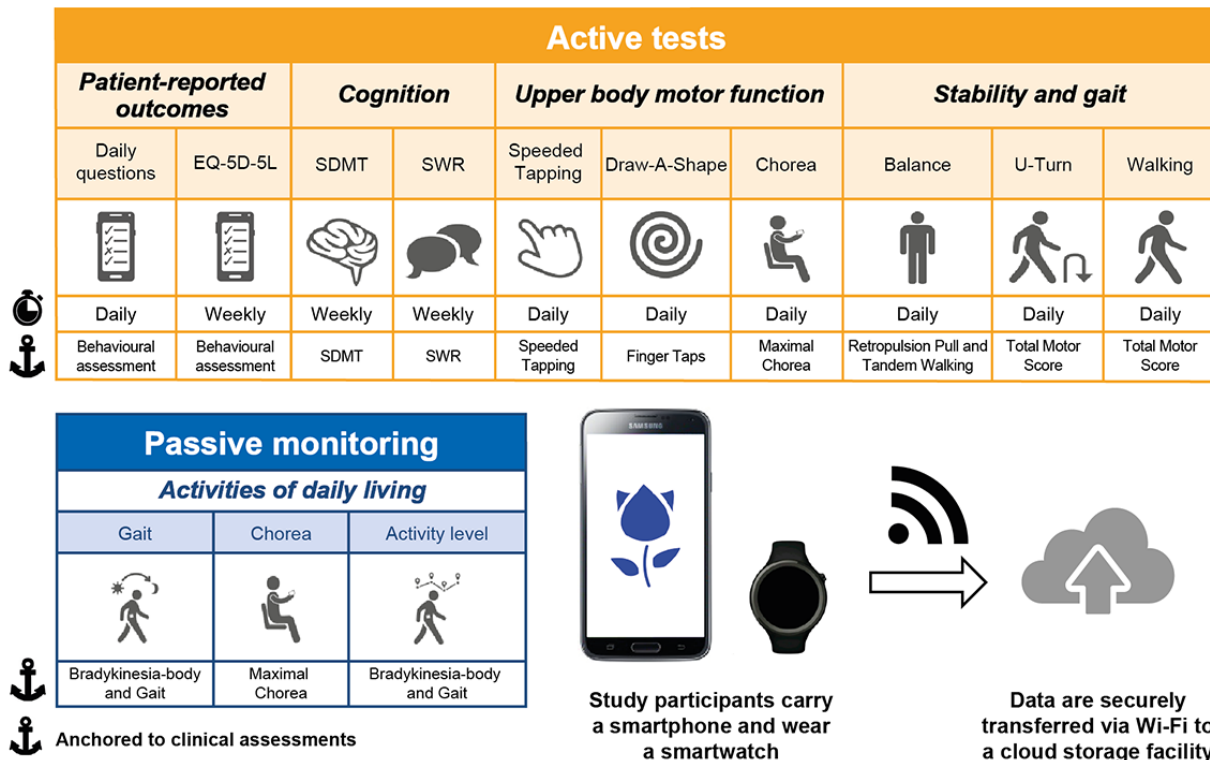 Active tests
Patient-reported
outcomes
Cognition
Upper body motor function
Stability and gait
Daily
questions
EQ-5D-5L
SDMT
SWR
Speeded
Tapping
Draw-A-Shape
Chorea
Balance
U-Turn
Walking
Daily
Weekly
Weekly
Weekly
Daily
Daily
Daily
Daily
Daily
Daily
Behavioural
assessment
Behavioural
assessment
SDMT
SWR
Speeded
Tapping
Finger Taps
Maximal
Chorea
Retropulsion Pull and
Tandem Walking
Total Motor
Score
Total Motor
Score
Passive monitoring
Activities of daily living
Gait
Chorea
Activity level
Bradykinesia-body
and Gait
Maximal
Chorea
Bradykinesia-body
and Gait
Anchored to clinical assessments
SAMSUNG
Study participants carry
a smartphone and wear
a smartwatch
Data are securely
transferred via Wi-Fi to
a cloud storage facility